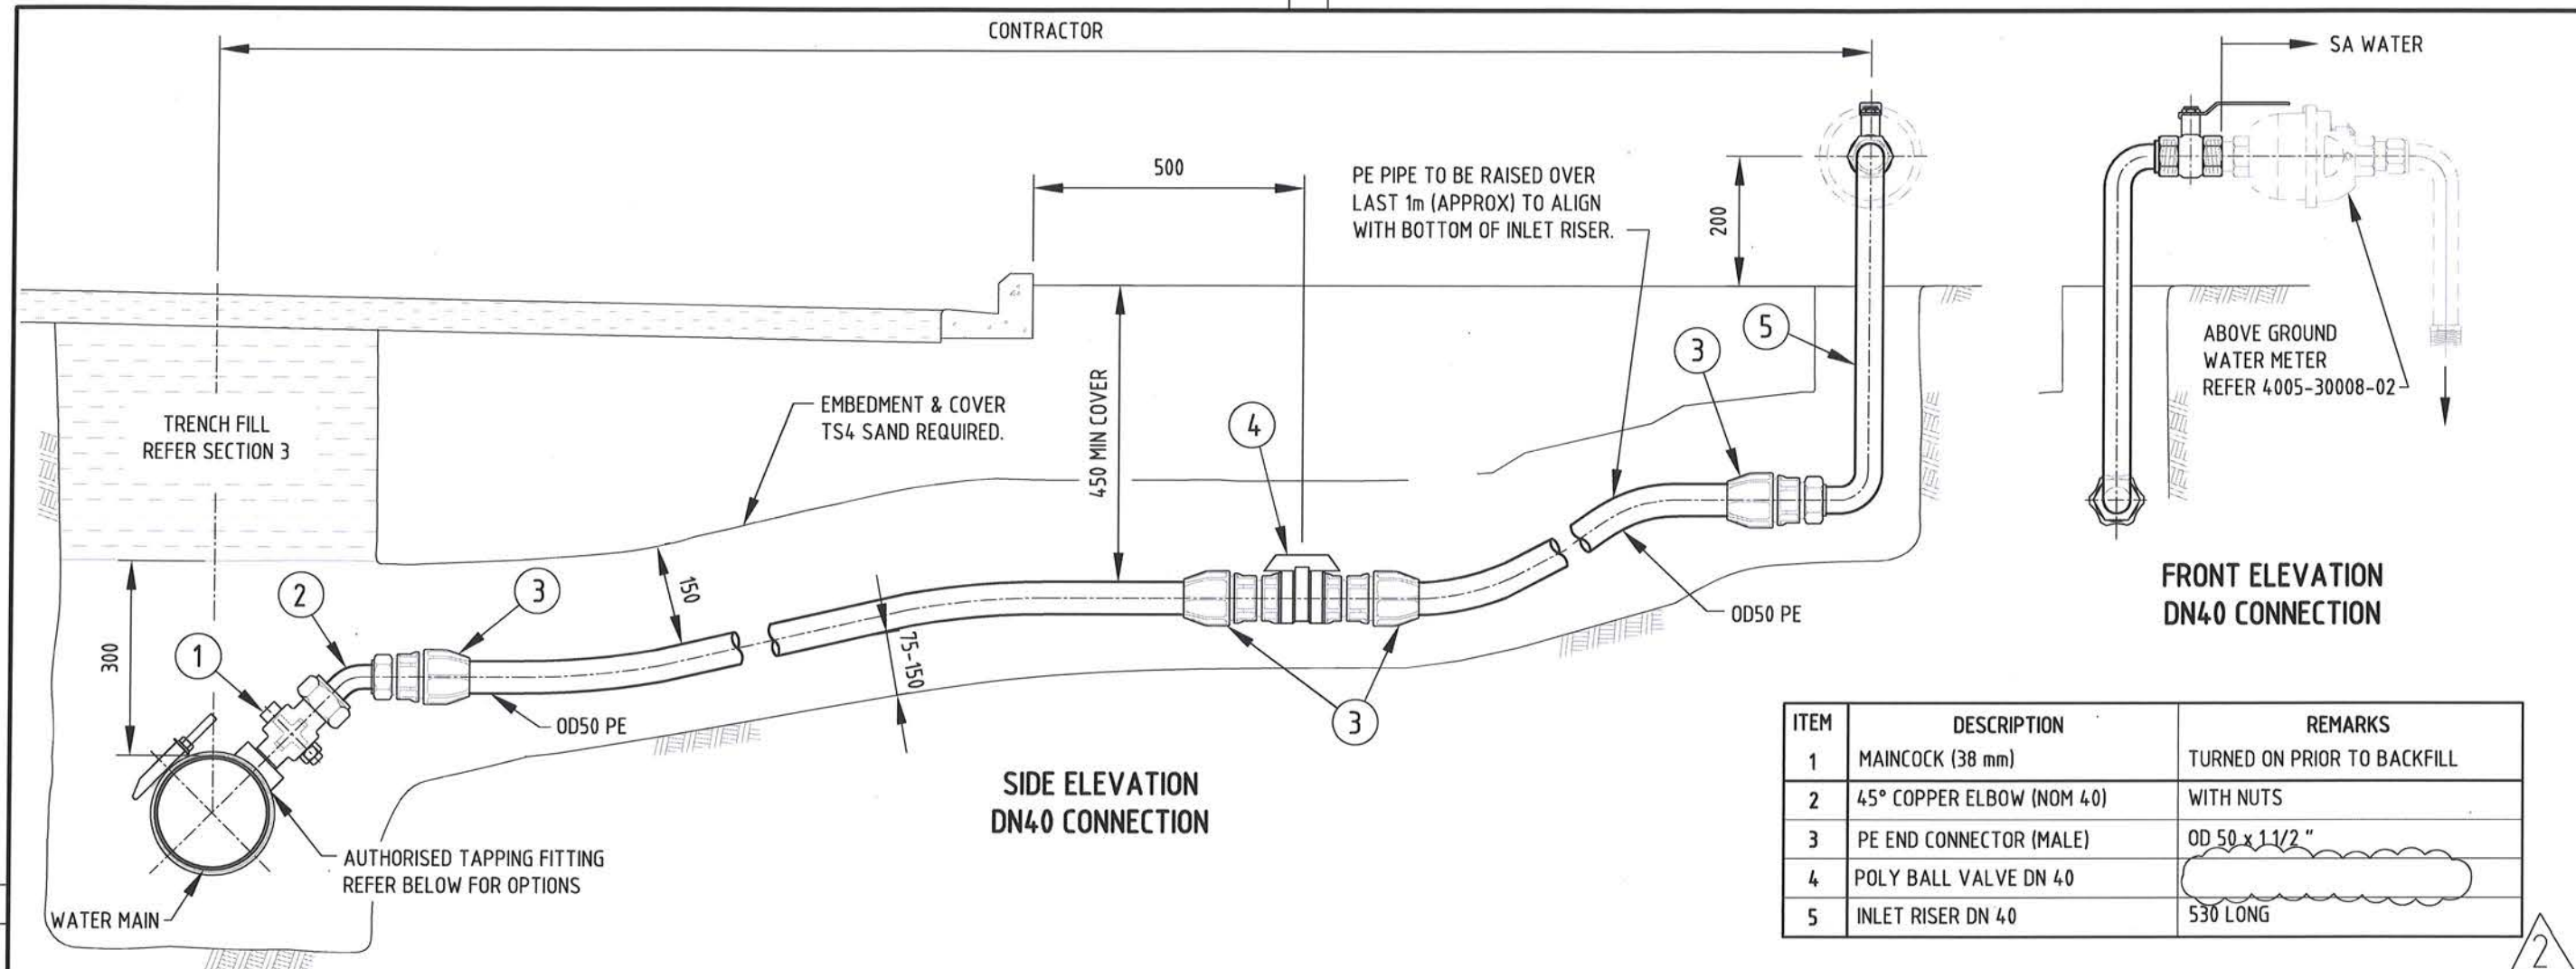 CONTRACTOR
SA WATER
500
PE PIPE TO BE RAISED OVER
LAST 1m (APPROX) TO ALIGN
WITH BOTTOM OF INLET RISER.
200
TRENCH FILL
REFER SECTION 3
EMBEDMENT & COVER
TS4 SAND REQUIRED.
450 MIN COVER
4
3
5
ABOVE GROUND
WATER METER
REFER 4005-30008-02
300
1
2
3
150
75-150
OD50 PE
OD50 PE
3
AUTHORISED TAPPING FITTING
REFER BELOW FOR OPTIONS
WATER MAIN
SIDE ELEVATION
DN40 CONNECTION
FRONT ELEVATION
DN40 CONNECTION
ITEM DESCRIPTION REMARKS
1 MAINCOCK (38 mm) TURNED ON PRIOR TO BACKFILL
2 45° COPPER ELBOW (NOM 40) WITH NUTS
3 PE END CONNECTOR (MALE) OD 50 x 1 1/2 "
4 POLY BALL VALVE DN 40
5 INLET RISER DN 40 530 LONG
2